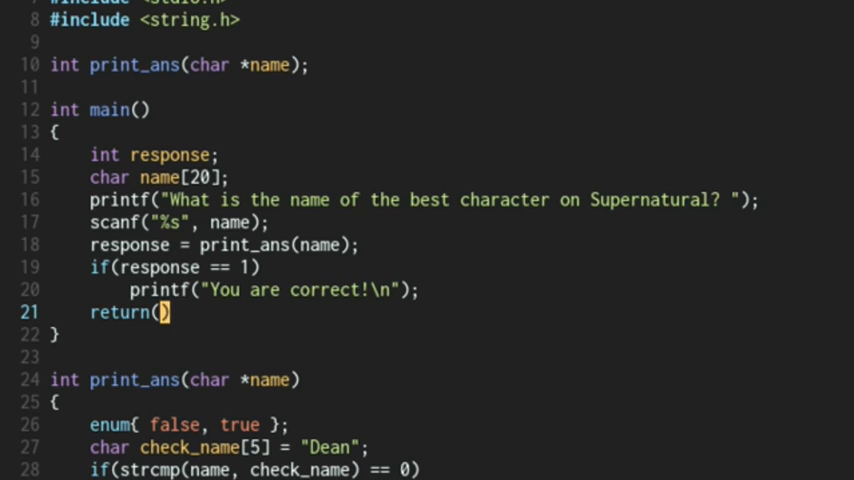 7 #include <stdio.h>
8 #include <string.h>
9
10 int print_ans(char *name);
11
12 int main()
13 {
14 int response;
15 char name[20];
16 printf("What is the name of the best character on Supernatural? ");
17 scanf("%s", name);
18 response = print_ans(name);
19 if(response == 1)
20 printf("You are correct!\n");
21 return()
22 }
23
24 int print_ans(char *name)
25 {
26 enum{ false, true };
27 char check_name[5] = "Dean";
28 if(strcmp(name, check_name) == 0)